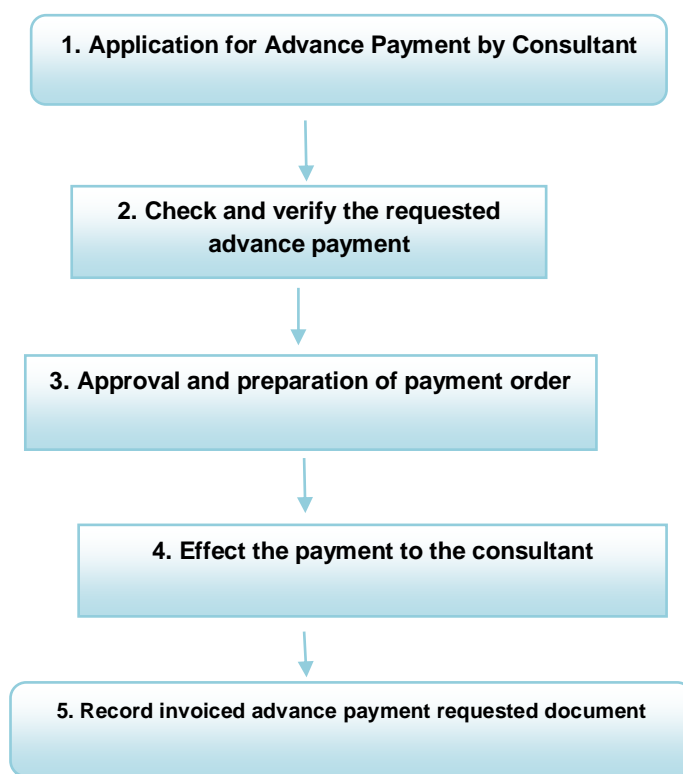 1. Application for Advance Payment by Consultant
2. Check and verify the requested
advance payment
3. Approval and preparation of payment order
4. Effect the payment to the consultant
5. Record invoiced advance payment requested document